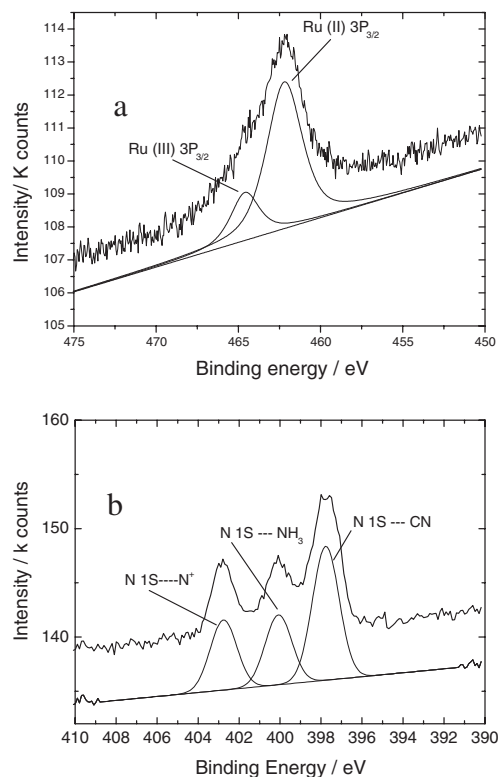 114
113
112
111
110
109
108
107
106
105
Intensity/ K counts
a
Ru (II) 3P3/2
Ru (III) 3P3/2
475 470 465 460 455 450
Binding energy / eV
160
150
140
130
Intensity / k counts
b
N 1S --- CN
N 1S --- NH3
N 1S----N+
410 408 406 404 402 400 398 396 394 392 390
Binding Energy / eV